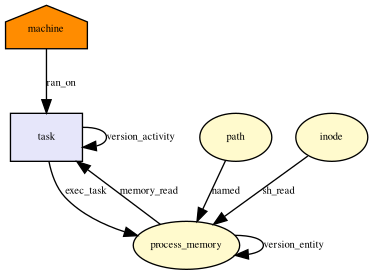 machine
ran_on
task
version_activity
path
inode
exec_task
memory_read
named
sh_read
process_memory
version_entity